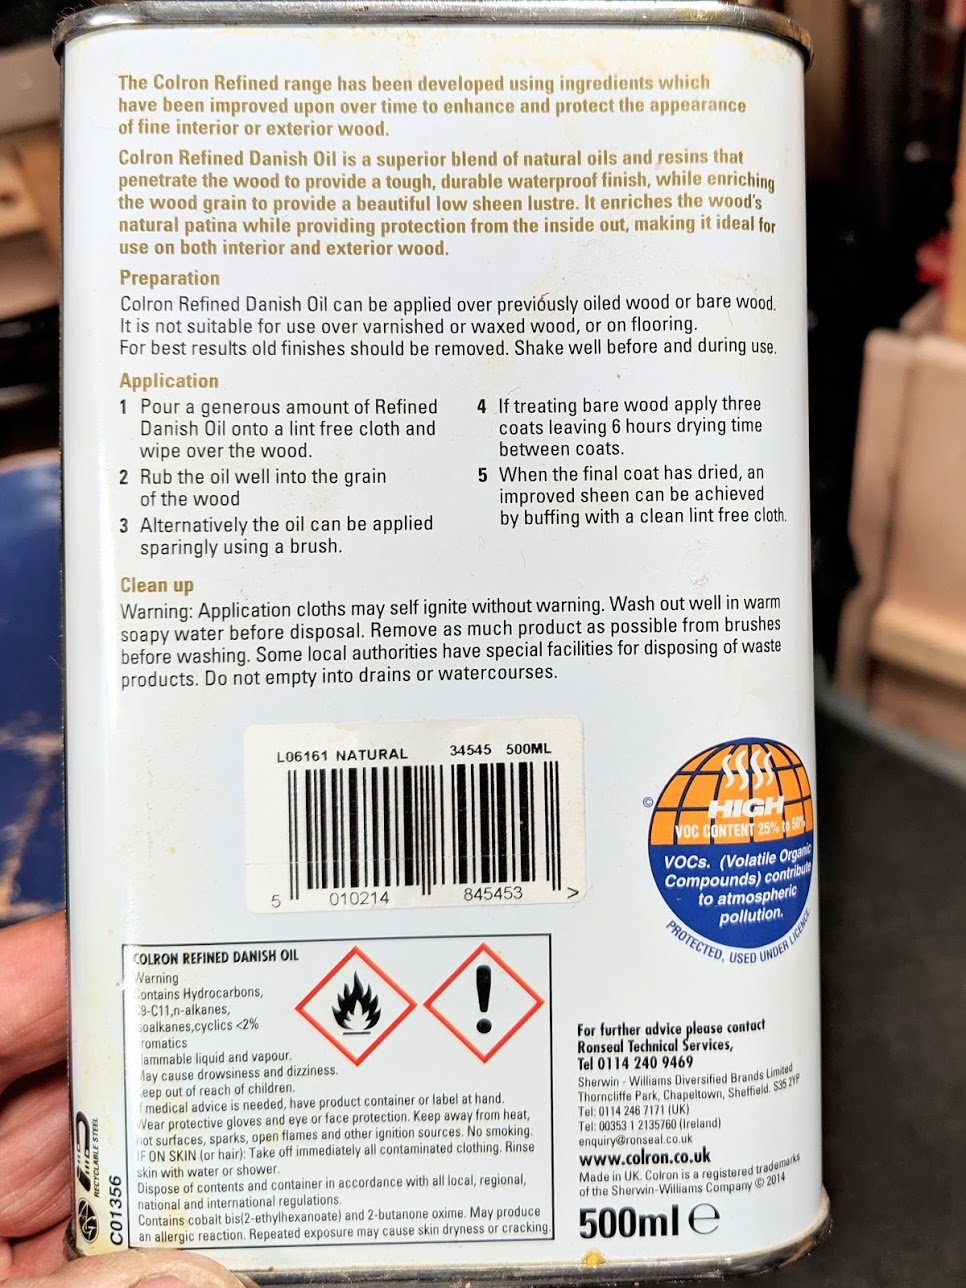 The Colron Refined range has been developed using ingredients which
have been improved upon over time to enhance and protect the appearance
of fine interior or exterior wood.
Colron Refined Danish Oil is a superior blend of natural oils and resins that
penetrate the wood to provide a tough, durable waterproof finish, while enriching
the wood grain to provide a beautiful low sheen lustre. It enriches the wood's
natural patina while providing protection from the inside out, making it ideal for
use on both interior and exterior wood.
Preparation
Colron Refined Danish Oil can be applied over previously oiled wood or bare wood.
It is not suitable for use over varnished or waxed wood, or on flooring.
For best results old finishes should be removed. Shake well before and during use.
Application
1 Pour a generous amount of Refined
Danish Oil onto a lint free cloth and
wipe over the wood.
2 Rub the oil well into the grain
of the wood
3 Alternatively the oil can be applied
sparingly using a brush.
4 If treating bare wood apply three
coats leaving 6 hours drying time
between coats.
5 When the final coat has dried, an
improved sheen can be achieved
by buffing with a clean lint free cloth.
Clean up
Warning: Application cloths may self ignite without warning. Wash out well in warm
soapy water before disposal. Remove as much product as possible from brushes
before washing. Some local authorities have special facilities for disposing of waste
products. Do not empty into drains or watercourses.
L06161 NATURAL 34545 500ML
5 010214 845453 >
©
HIGH
VOC CONTENT 25% to 50%
VOCs. (Volatile Organic
Compounds) contribute
to atmospheric
pollution.
PROTECTED, USED UNDER LICENCE.
COLRON REFINED DANISH OIL
Warning
ontains Hydrocarbons,
9-C11,n-alkanes,
soalkanes,cyclics <2%
romatics
ammable liquid and vapour.
May cause drowsiness and dizziness.
eep out of reach of children.
f medical advice is needed, have product container or label at hand.
Wear protective gloves and eye or face protection. Keep away from heat,
hot surfaces, sparks, open flames and other ignition sources. No smoking.
IF ON SKIN (or hair): Take off immediately all contaminated clothing. Rinse
skin with water or shower.
Dispose of contents and container in accordance with all local, regional,
national and international regulations.
Contains cobalt bis(2-ethylhexanoate) and 2-butanone oxime. May produce
an allergic reaction. Repeated exposure may cause skin dryness or cracking.
RECYCLABLE STEEL
C01356
For further advice please contact
Ronseal Technical Services,
Tel 0114 240 9469
Sherwin - Williams Diversified Brands Limited
Thorncliffe Park, Chapeltown, Sheffield. S35 2YP
Tel: 0114 246 7171 (UK)
Tel: 00353 1 2135760 (Ireland)
enquiry@ronseal.co.uk
www.colron.co.uk
Made in UK. Colron is a registered trademarks
of the Sherwin-Williams Company © 2014
500ml ℮